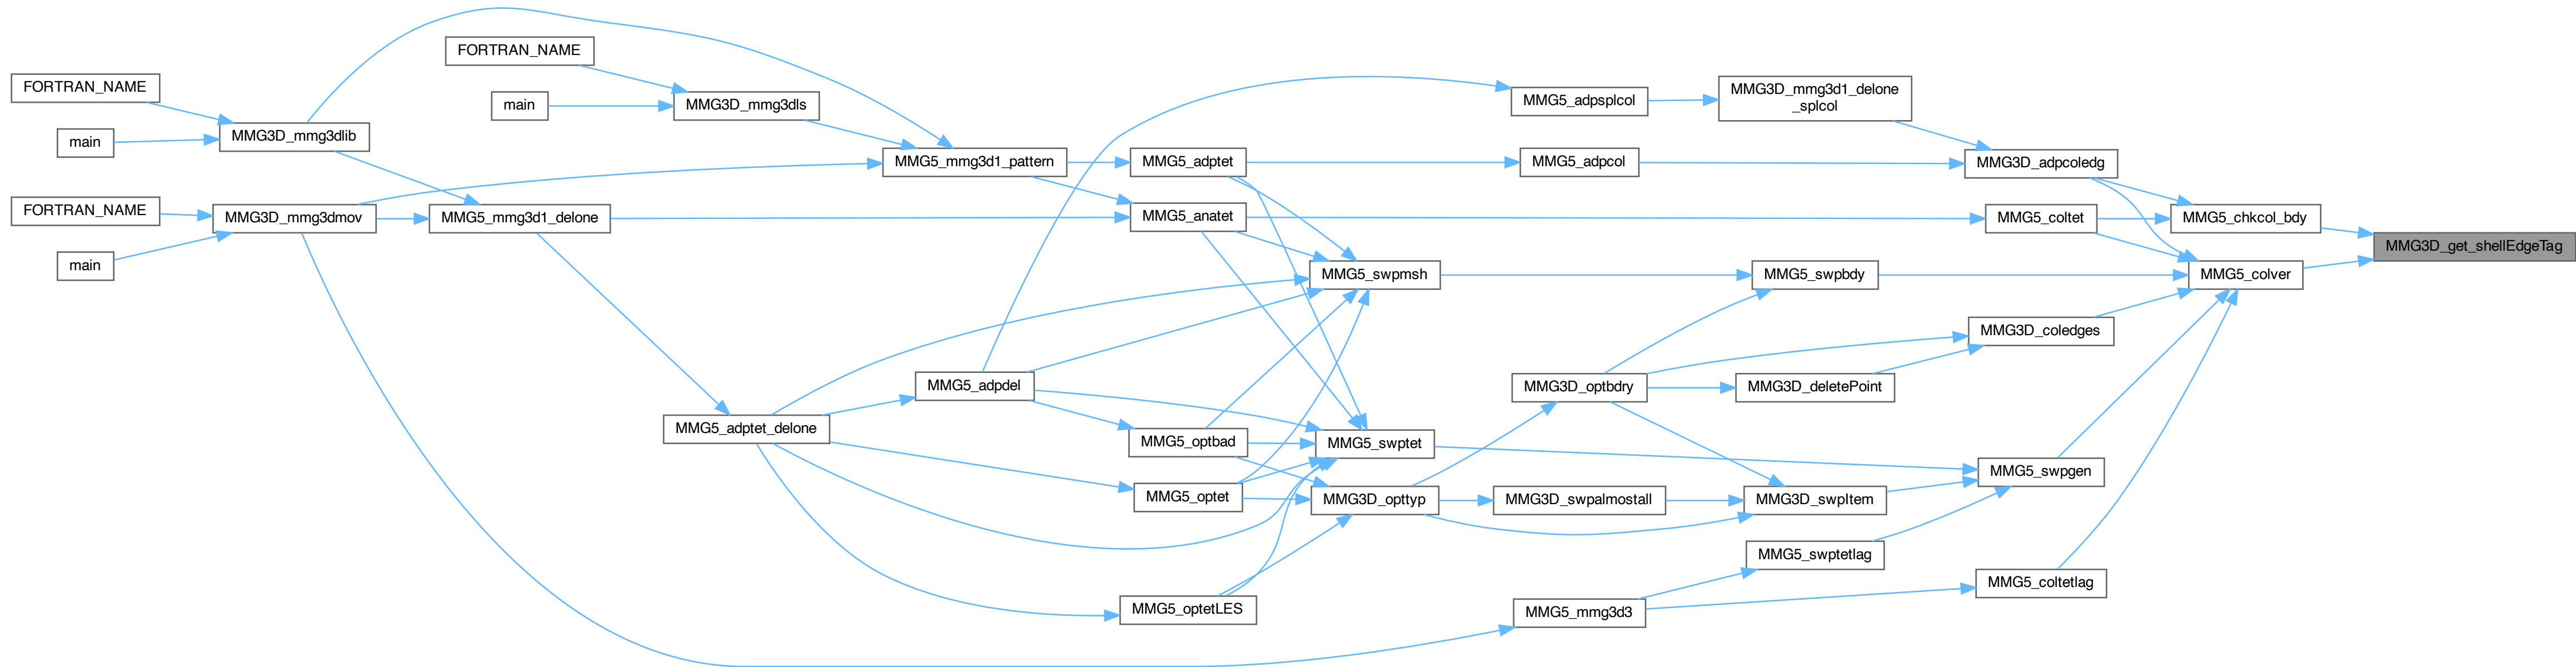 FORTRAN_NAME
main
MMG3D_mmg3dlib
FORTRAN_NAME
main
MMG3D_mmg3dmov
FORTRAN_NAME
main
MMG3D_mmg3dls
MMG5_mmg3d1_delone
MMG5_mmg3d1_pattern
MMG5_adptet_delone
MMG5_adpdel
MMG5_adptet
MMG5_anatet
MMG5_optbad
MMG5_optet
MMG5_optetLES
MMG5_swpmsh
MMG5_swptet
MMG3D_opttyp
MMG5_adpsplcol
MMG5_adpcol
MMG3D_optbdry
MMG3D_swpalmostall
MMG5_mmg3d3
MMG3D_mmg3d1_delone
_splcol
MMG5_swpbdy
MMG3D_deletePoint
MMG3D_swpItem
MMG5_swptetlag
MMG3D_adpcoledg
MMG5_coltet
MMG3D_coledges
MMG5_swpgen
MMG5_coltetlag
MMG5_chkcol_bdy
MMG5_colver
MMG3D_get_shellEdgeTag